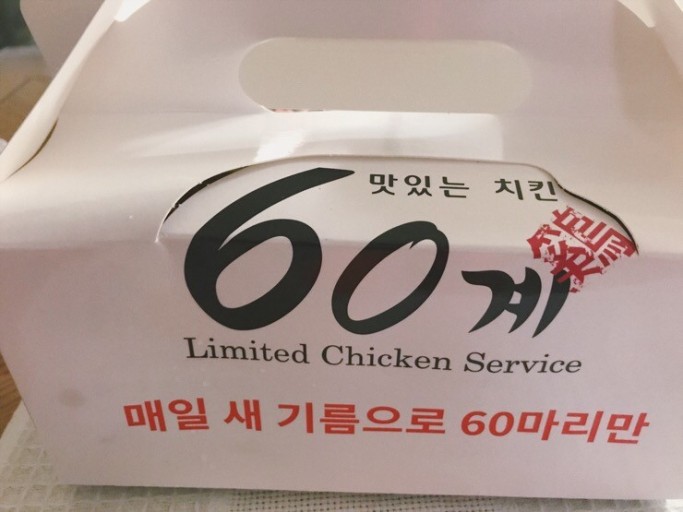 맛있는 치킨
60계
Limited Chicken Service
매일 새 기름으로 60마리만